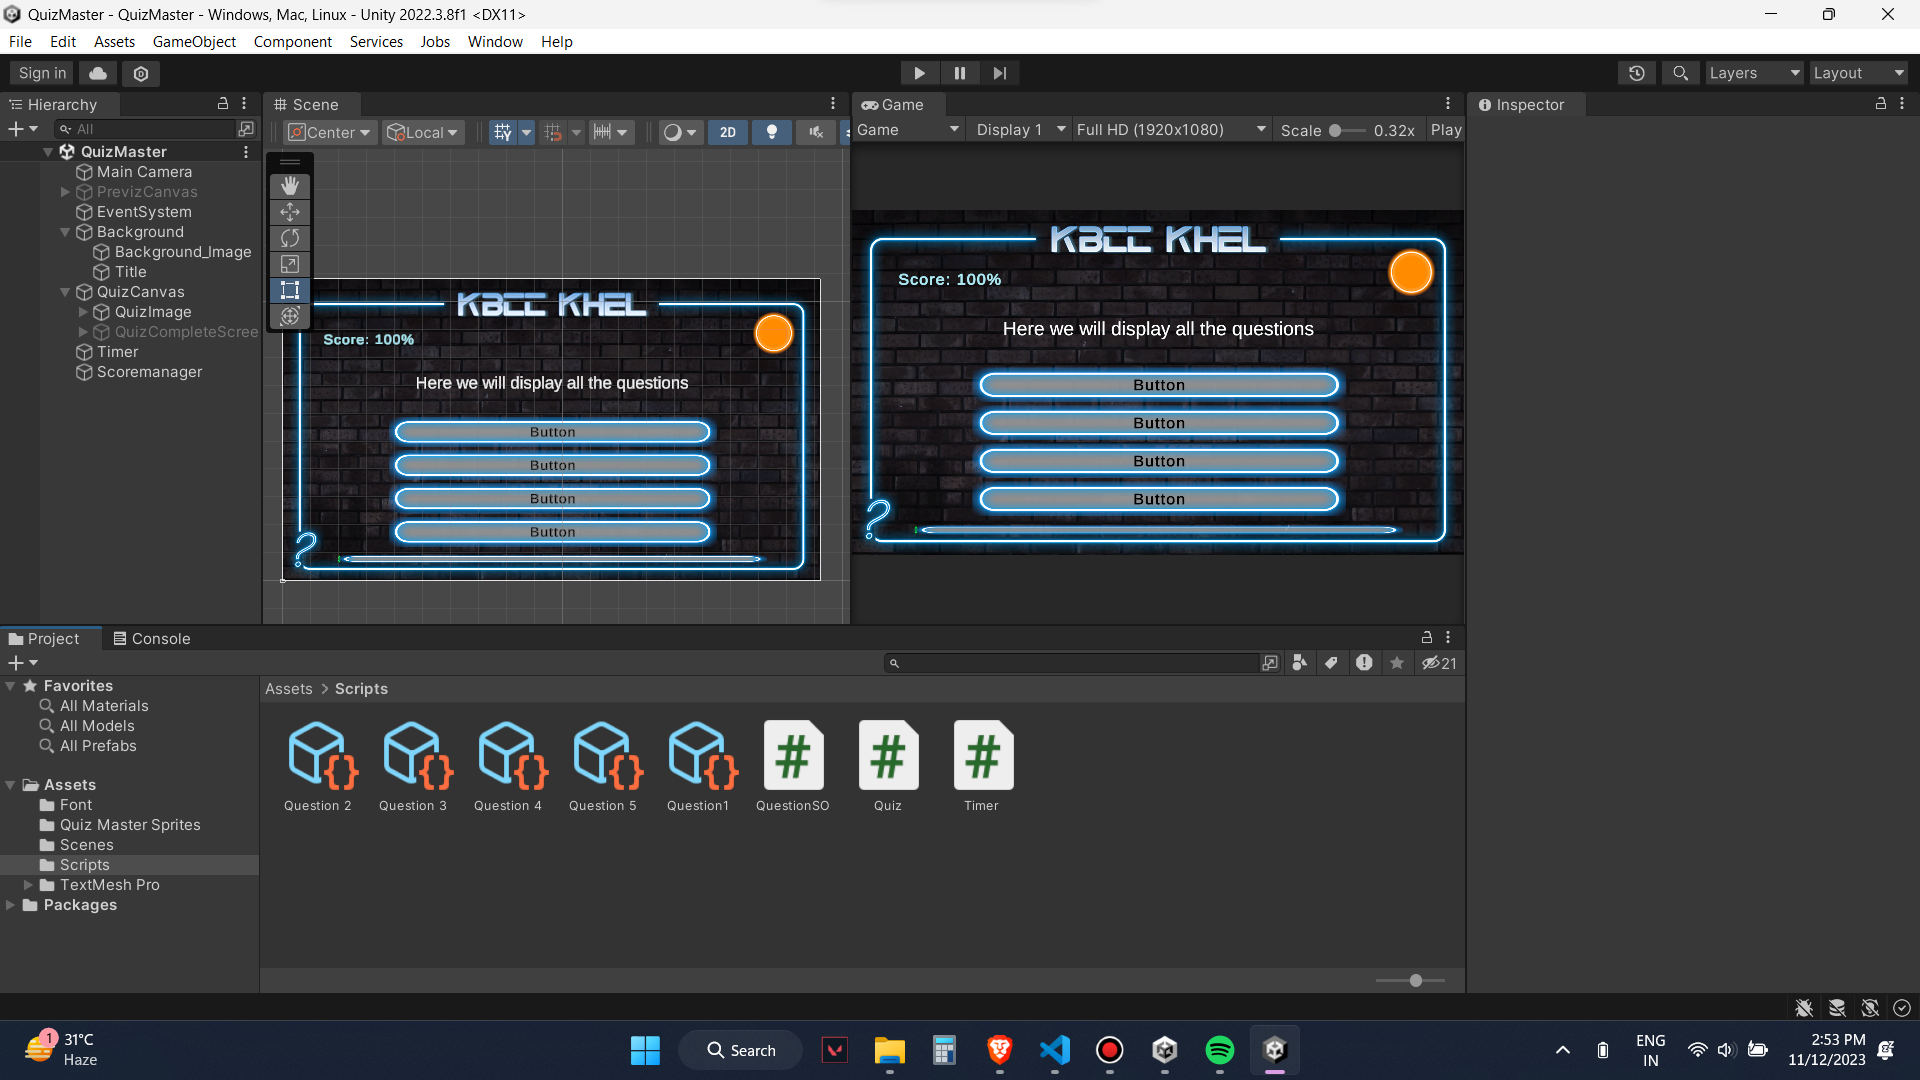 QuizMaster - QuizMaster - Windows, Mac, Linux - Unity 2022.3.8f1 <DX11>
File Edit Assets GameObject Component Services Jobs Window Help
Sign in
Layers
Layout
Hierarchy
All
QuizMaster
Main Camera
PrevizCanvas
EventSystem
Background
Background_Image
Title
QuizCanvas
QuizImage
QuizCompleteScree
Timer
Scoremanager
Scene
Center
Local
2D
KBCC KHEL
Score: 100%
Here we will display all the questions
Button
Button
Button
Button
?
Game
Game
Display 1
Full HD (1920x1080)
Scale
0.32x
Play
KBCC KHEL
Score: 100%
Here we will display all the questions
Button
Button
Button
Button
?
Inspector
Project
Console
21
Favorites
All Materials
All Models
All Prefabs
Assets
Font
Quiz Master Sprites
Scenes
Scripts
TextMesh Pro
Packages
Assets > Scripts
Question 2
Question 3
Question 4
Question 5
Question1
QuestionSO
Quiz
Timer
1
31°C
Haze
Search
ENG
IN
2:53 PM
11/12/2023